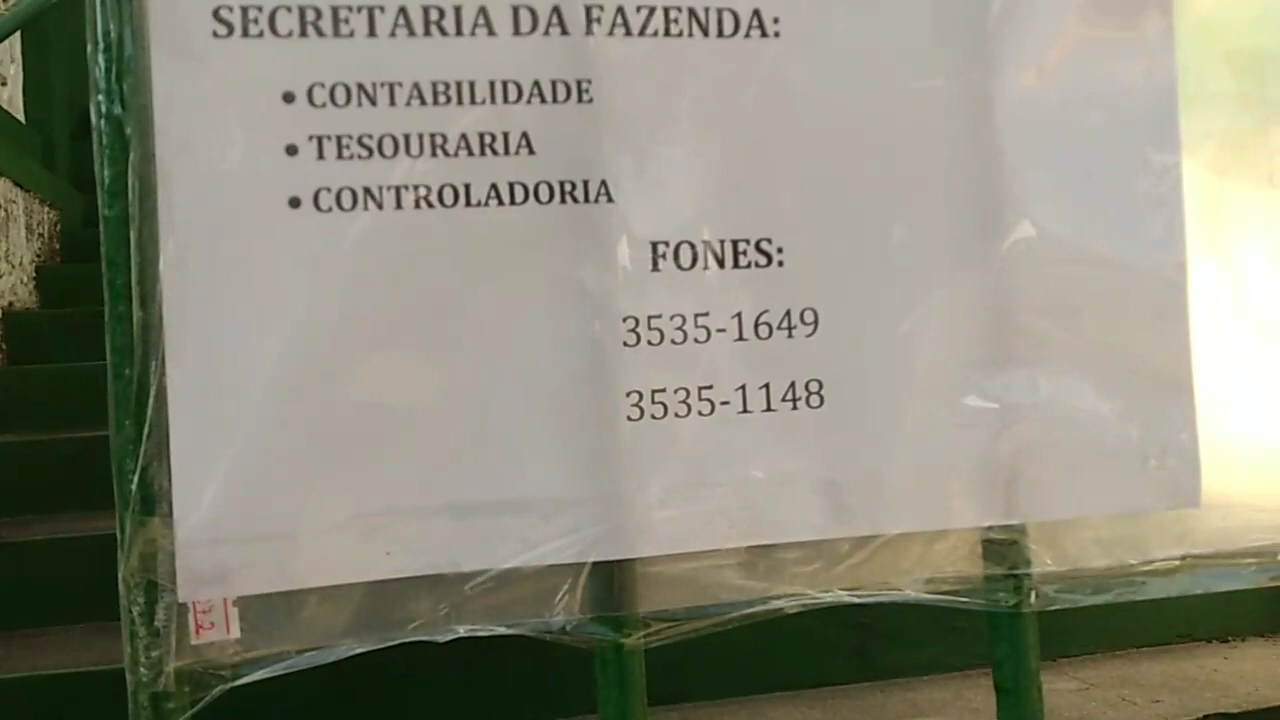 SECRETARIA DA FAZENDA:
• CONTABILIDADE
• TESOURARIA
• CONTROLADORIA
FONES:
3535-1649
3535-1148